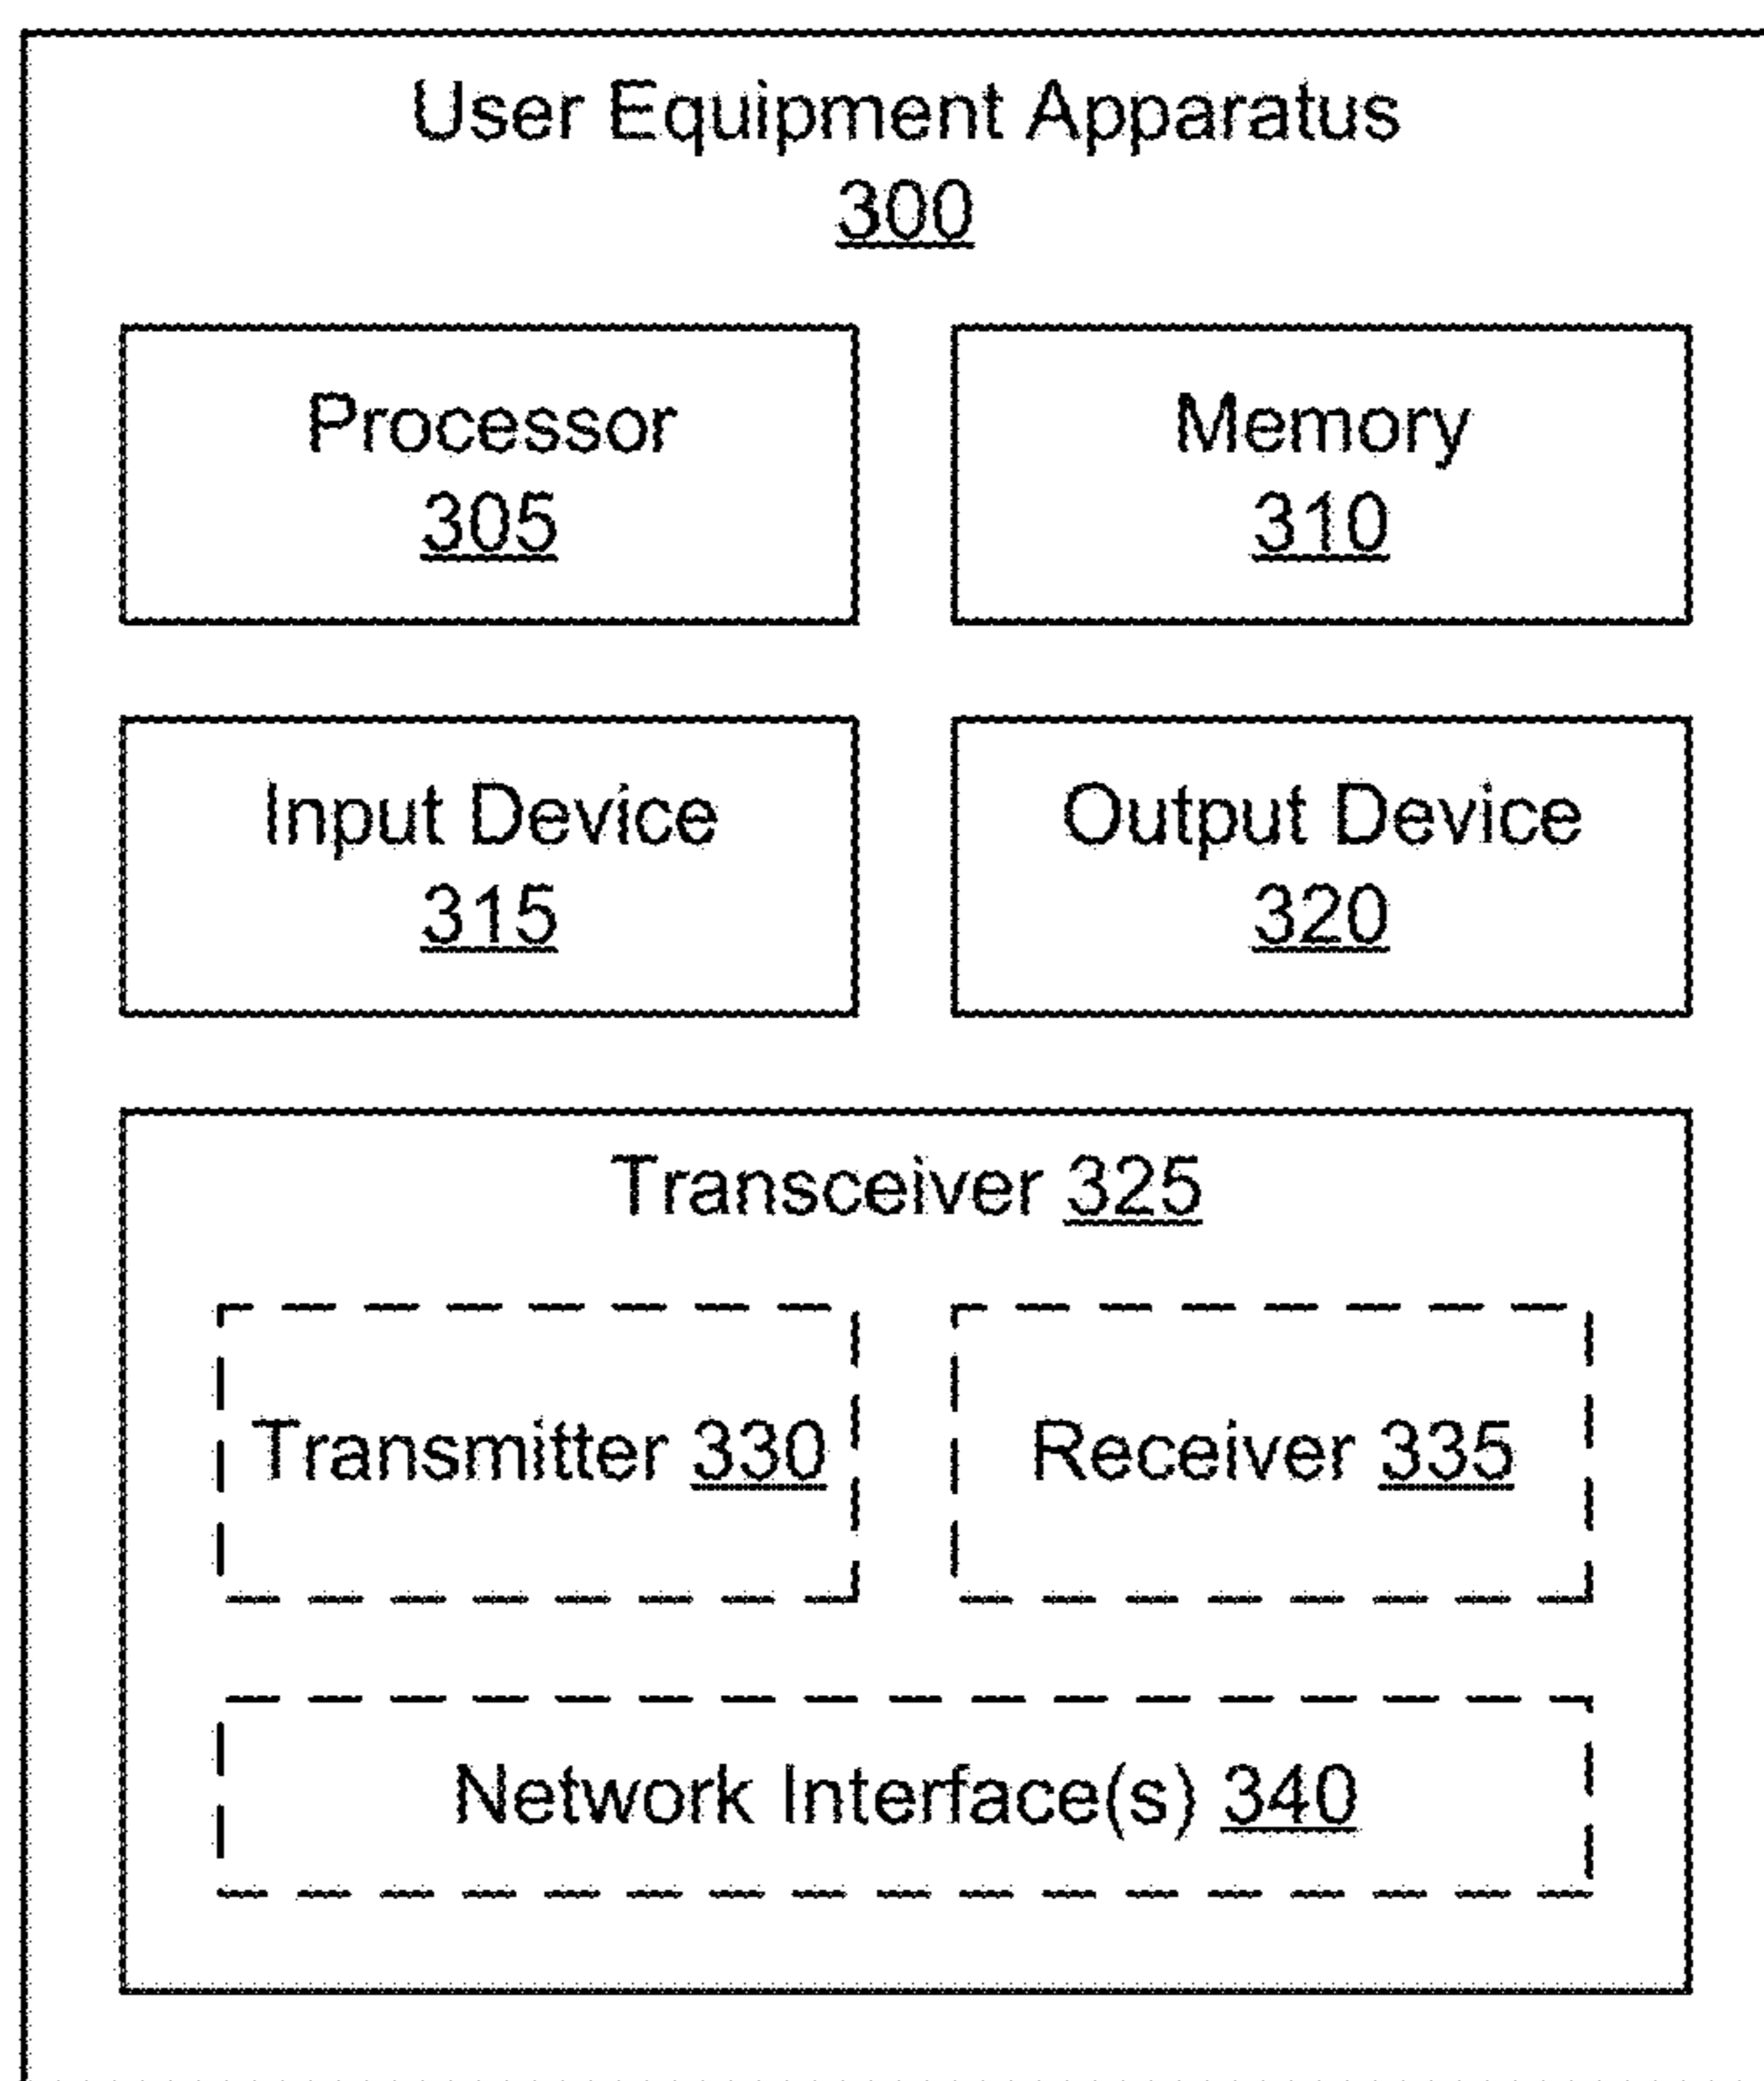 User Equipment Apparatus
300
Processor
305
Memory
310
Input Device
315
Output Device
320
Transceiver 325
Transmitter 330
Receiver 335
Network Interface(s) 340